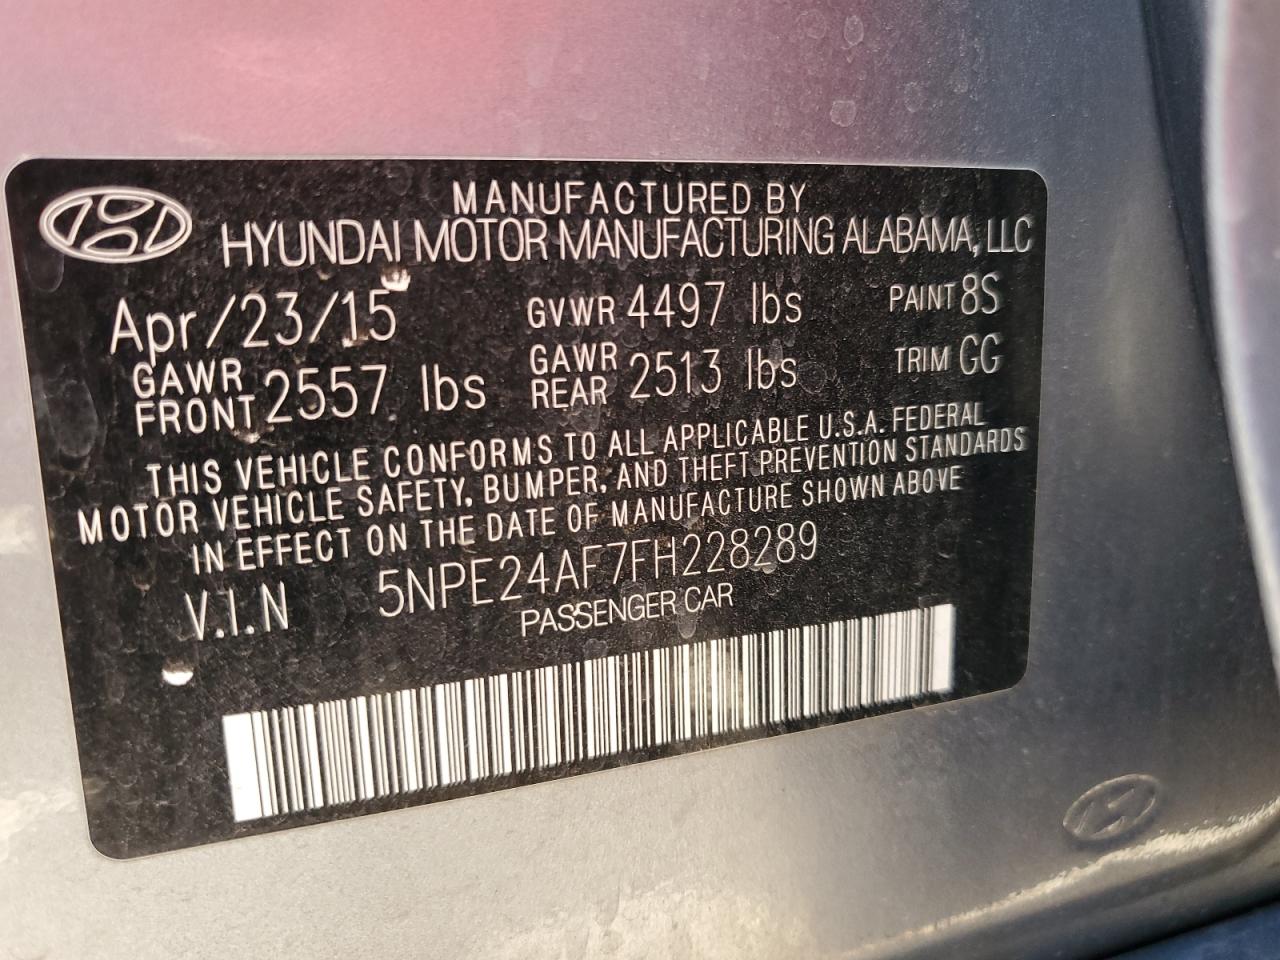 MANUFACTURED BY
HYUNDAI MOTOR MANUFACTURING ALABAMA, LLC
Apr/23/15 GVWR 4497 lbs PAINT 8S
GAWR FRONT 2557 lbs GAWR REAR 2513 lbs TRIM GG
THIS VEHICLE CONFORMS TO ALL APPLICABLE U.S.A. FEDERAL
MOTOR VEHICLE SAFETY, BUMPER, AND THEFT PREVENTION STANDARDS
IN EFFECT ON THE DATE OF MANUFACTURE SHOWN ABOVE
V.I.N 5NPE24AF7FH228289
PASSENGER CAR